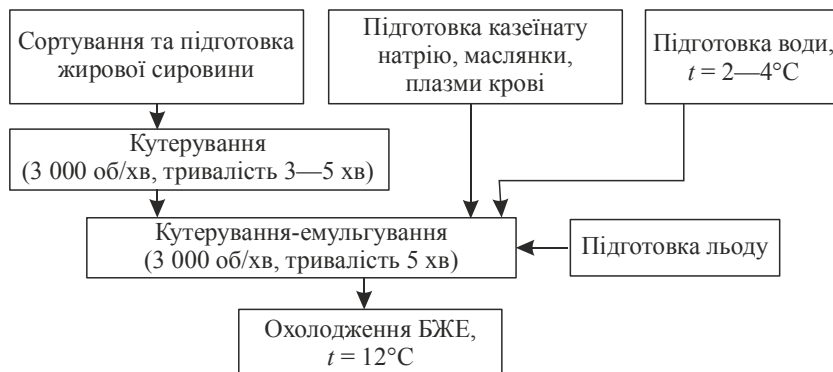 Сортування та підготовка
жирової сировини
Підготовка казеїнату
натрію, маслянки,
плазми крові
Підготовка води,
t = 2—4°C
Кутерування
(3 000 об/хв, тривалість 3—5 хв)
Кутерування-емульгування
(3 000 об/хв, тривалість 5 хв)
Підготовка льоду
Охолодження БЖЕ,
t = 12°C